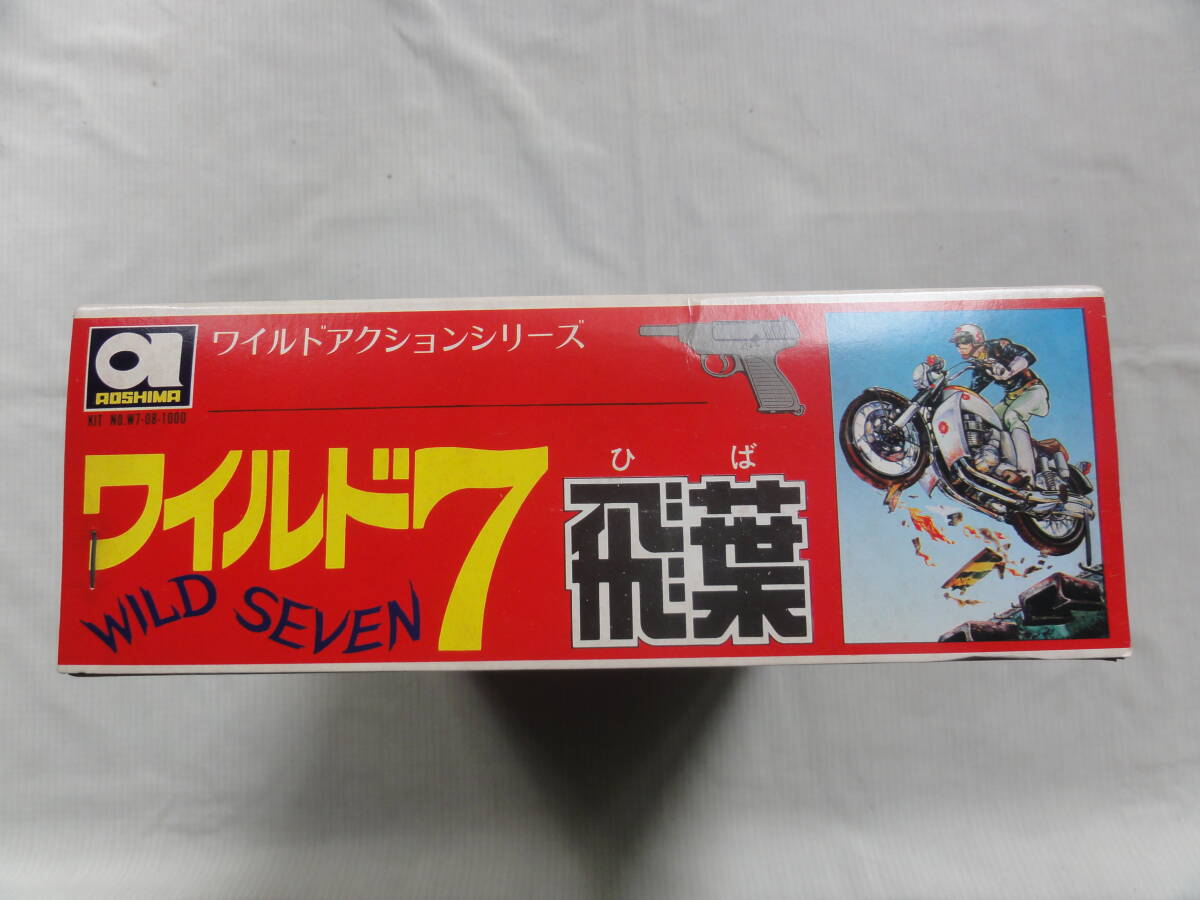 AOSHIMA
KIT NO.W7-08-1000
ワイルドアクションシリーズ
ワイルド7
WILD SEVEN
ひば
飛葉